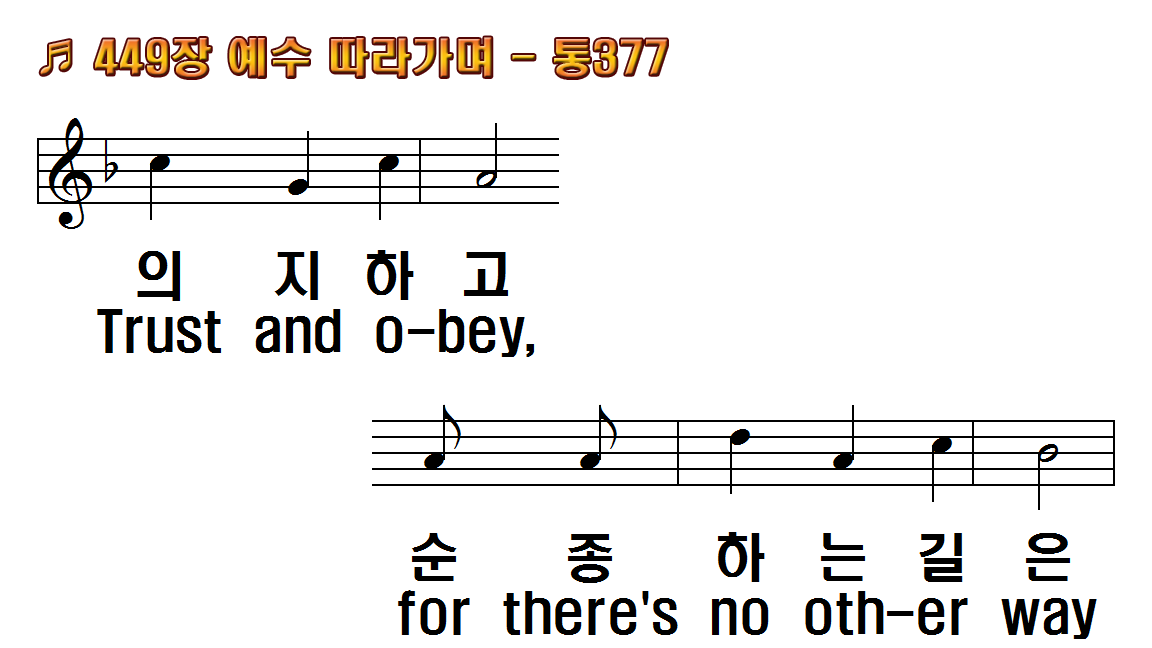 ♬ 449장 예수 따라가며 - 통377
의 지 하 고
Trust and o-bey,
순 종 하 는 길 은
for there's no oth-er way